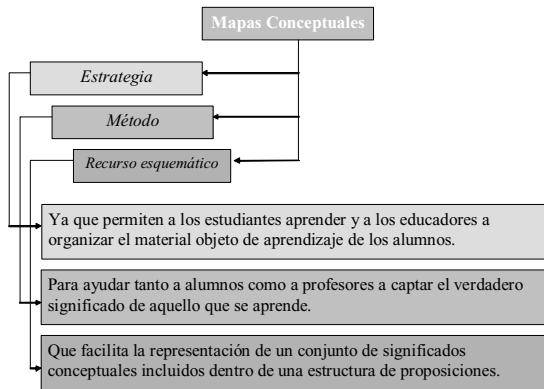 Mapas Conceptuales
Estrategia
Método
Recurso esquemático
Ya que permiten a los estudiantes aprender y a los educadores a
organizar el material objeto de aprendizaje de los alumnos.
Para ayudar tanto a alumnos como a profesores a captar el verdadero
significado de aquello que se aprende.
Que facilita la representación de un conjunto de significados
conceptuales incluidos dentro de una estructura de proposiciones.